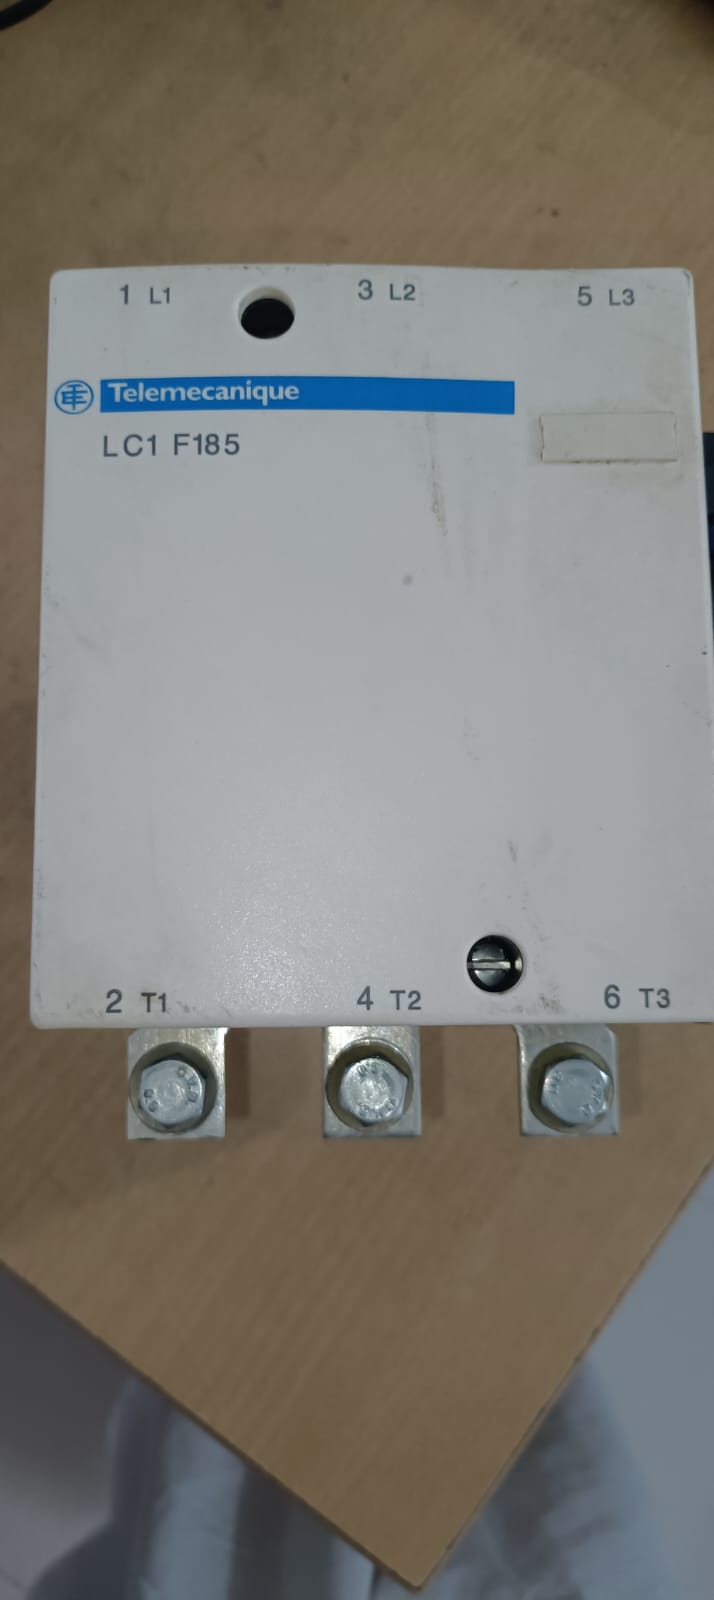 1 L1 3 L2 5 L3
Telemecanique
LC1 F185
2 T1 4 T2 6 T3